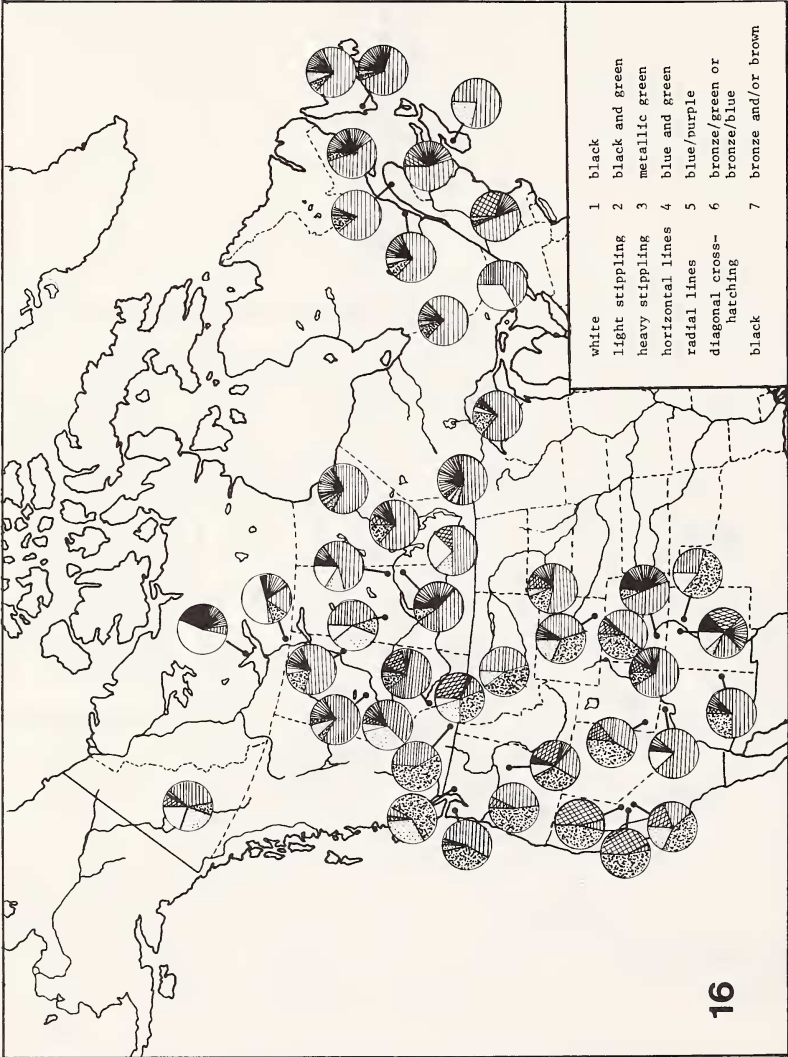 white 1 black
light stippling 2 black and green
heavy stippling 3 metallic green
horizontal lines 4 blue and green
radial lines 5 blue/purple
diagonal cross- 6 bronze/green or
hatching bronze/blue
black 7 bronze and/or brown
16